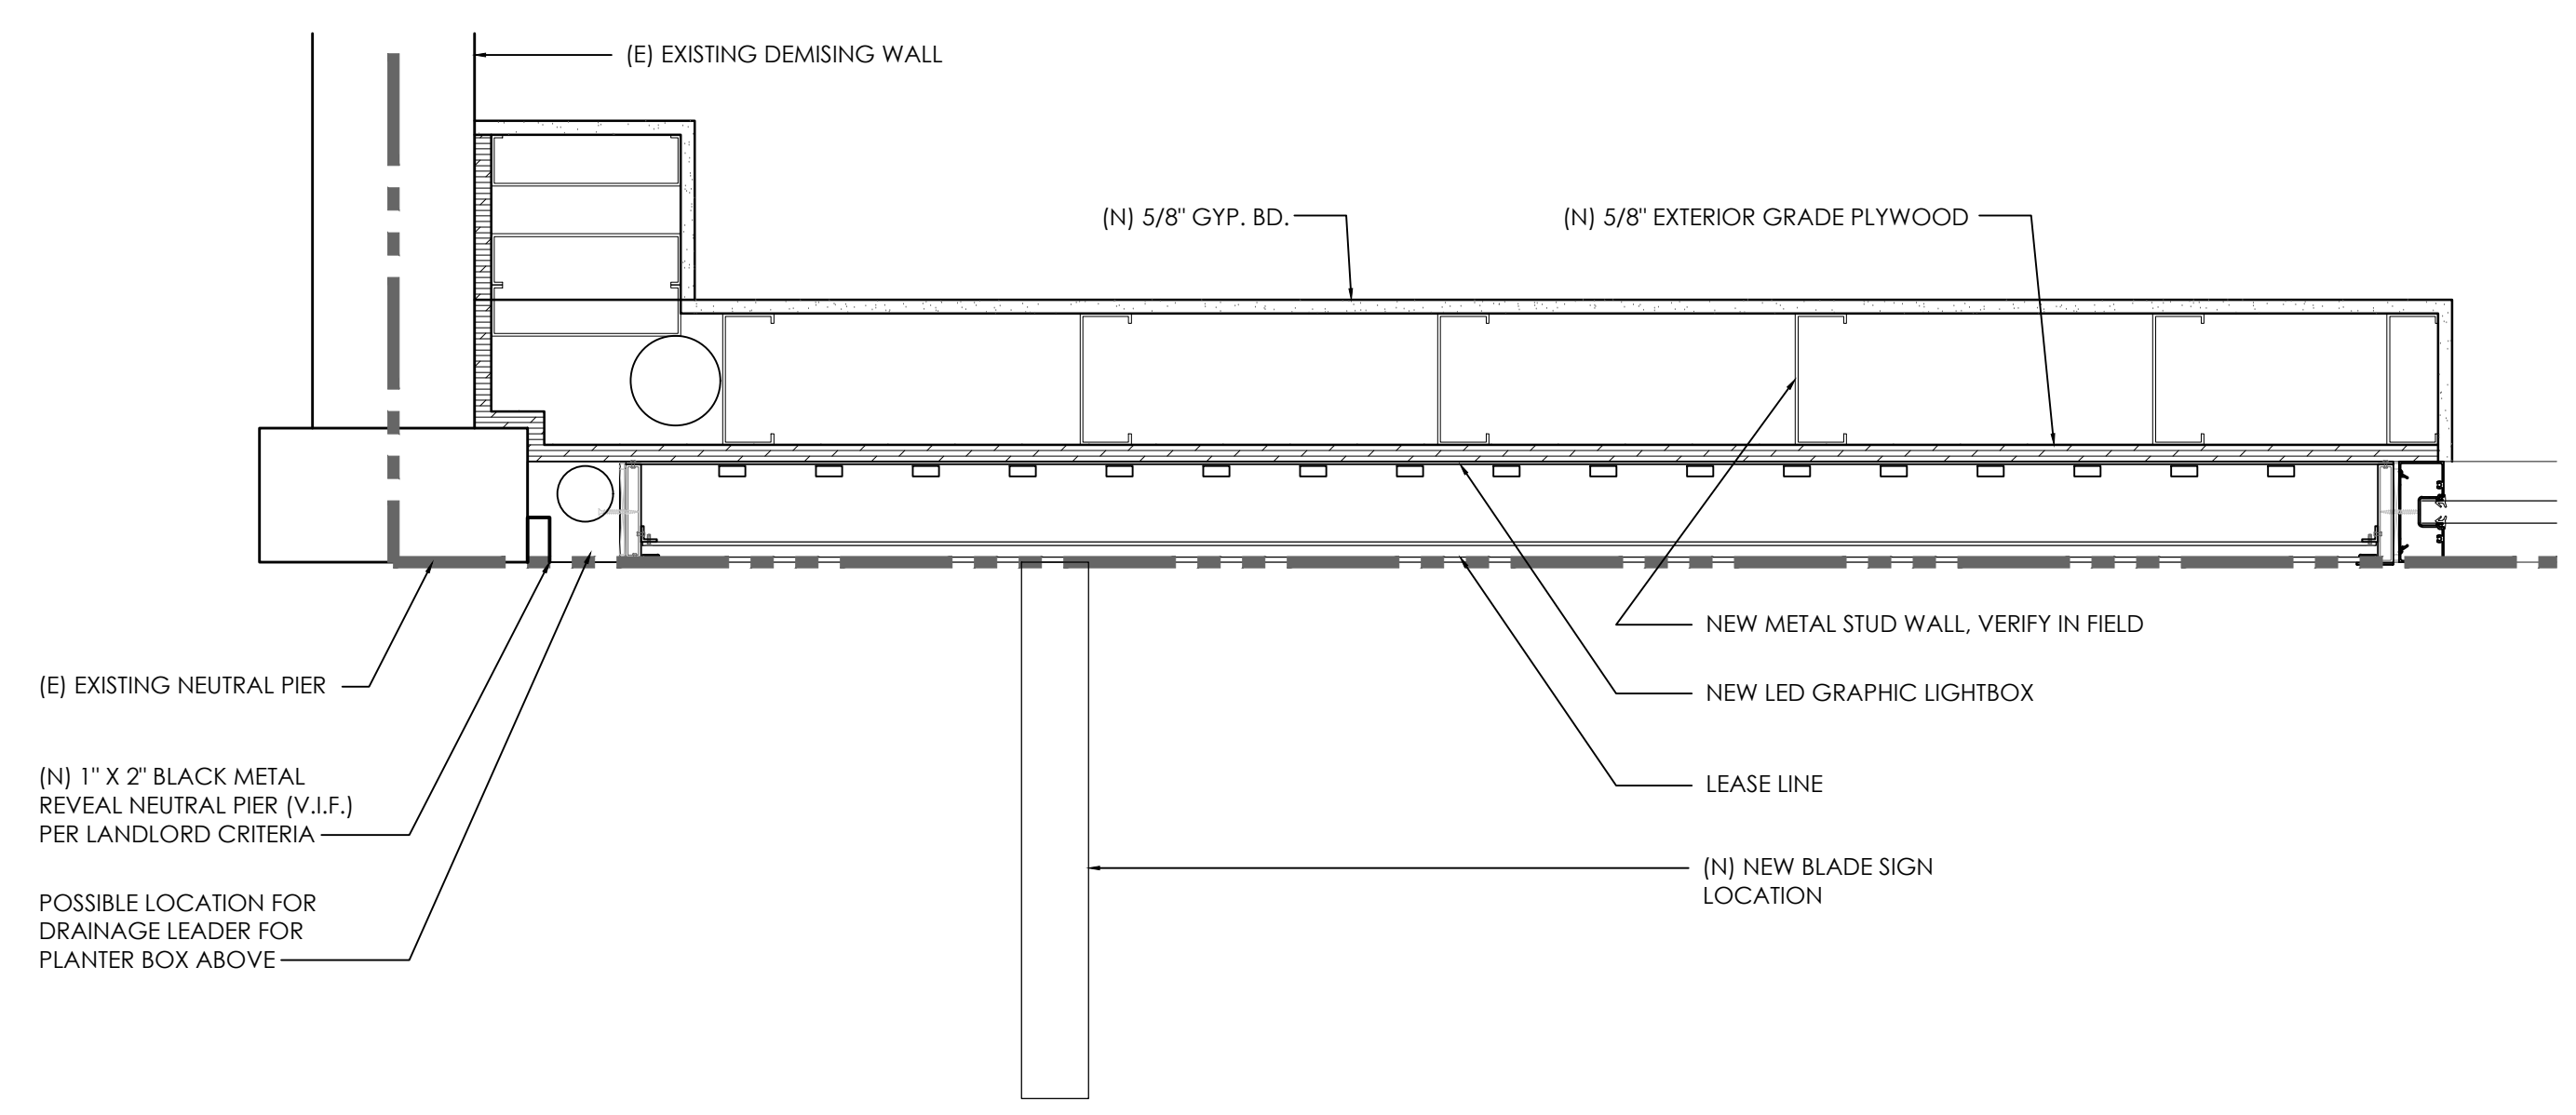 (E) EXISTING DEMISING WALL
(N) 5/8" GYP. BD.
(N) 5/8" EXTERIOR GRADE PLYWOOD
NEW METAL STUD WALL, VERIFY IN FIELD
(E) EXISTING NEUTRAL PIER
NEW LED GRAPHIC LIGHTBOX
(N) 1" X 2" BLACK METAL
REVEAL NEUTRAL PIER (V.I.F.)
PER LANDLORD CRITERIA
LEASE LINE
(N) NEW BLADE SIGN
LOCATION
POSSIBLE LOCATION FOR
DRAINAGE LEADER FOR
PLANTER BOX ABOVE